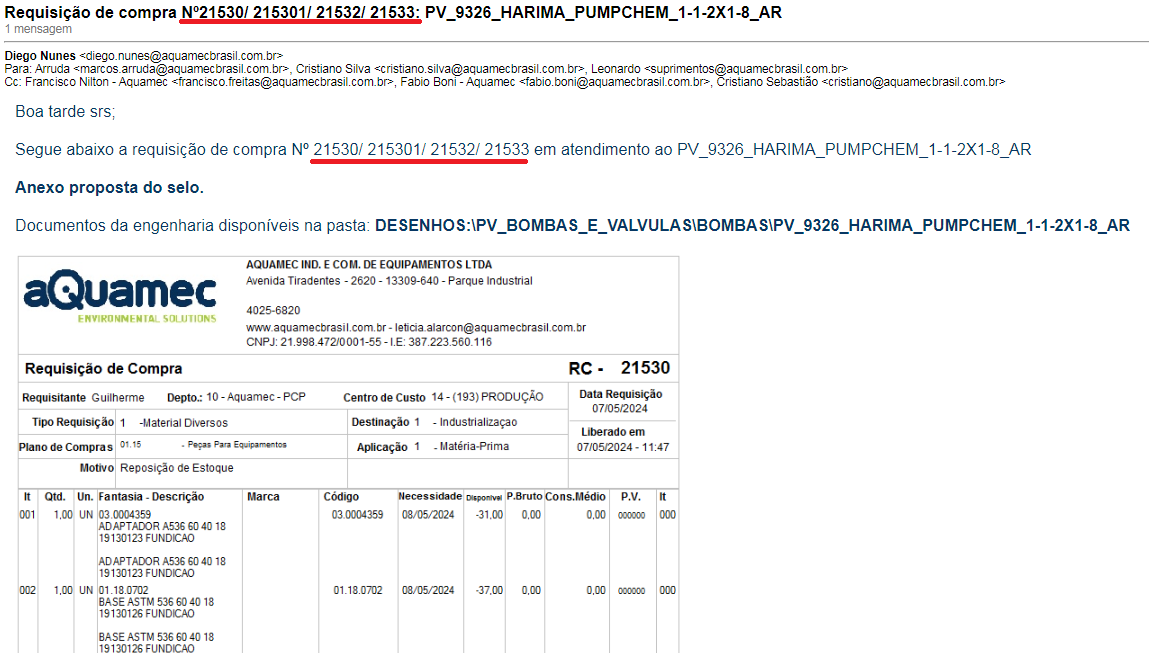 Requisição de compra Nº21530/ 215301/ 21532/ 21533: PV_9326_HARIMA_PUMPCHEM_1-1-2X1-8_AR
1 mensagem
Diego Nunes <diego.nunes@aquamecbrasil.com.br>
Para: Arruda <marcos.arruda@aquamecbrasil.com.br>, Cristiano Silva <cristiano.silva@aquamecbrasil.com.br>, Leonardo <suprimentos@aquamecbrasil.com.br>
Cc: Francisco Nilton - Aquamec <francisco.freitas@aquamecbrasil.com.br>, Fabio Boni - Aquamec <fabio.boni@aquamecbrasil.com.br>, Cristiano Sebastião <cristiano@aquamecbrasil.com.br>
Boa tarde srs;
Segue abaixo a requisição de compra Nº 21530/ 215301/ 21532/ 21533 em atendimento ao PV_9326_HARIMA_PUMPCHEM_1-1-2X1-8_AR
Anexo proposta do selo.
Documentos da engenharia disponíveis na pasta: DESENHOS:\PV_BOMBAS_E_VALVULAS\BOMBAS\PV_9326_HARIMA_PUMPCHEM_1-1-2X1-8_AR
aQuamec
ENVIRONMENTAL SOLUTIONS
AQUAMEC IND. E COM. DE EQUIPAMENTOS LTDA
Avenida Tiradentes - 2620 - 13309-640 - Parque Industrial
4025-6820
www.aquamecbrasil.com.br - leticia.alarcon@aquamecbrasil.com.br
CNPJ: 21.998.472/0001-55 - I.E: 387.223.560.116
Requisição de Compra RC - 21530
Requisitante Guilherme Depto.: 10 - Aquamec - PCP Centro de Custo 14 - (193) PRODUÇÃO Data Requisição
07/05/2024
Tipo Requisição 1 -Material Diversos Destinação 1 - Industrializaçao
Liberado em
Plano de Compras 01.15 - Peças Para Equipamentos Aplicação 1 - Matéria-Prima 07/05/2024 - 11:47
Motivo Reposição de Estoque
It Qtd. Un. Fantasia - Descrição Marca Código Necessidade Disponivel P.Bruto Cons.Médio P.V. It
001 1,00 UN 03.0004359 03.0004359 08/05/2024 -31,00 0,00 0,00 000000 000
ADAPTADOR A536 60 40 18
19130123 FUNDICAO
ADAPTADOR A536 60 40 18
19130123 FUNDICAO
002 1,00 UN 01.18.0702 01.18.0702 08/05/2024 -37,00 0,00 0,00 000000 000
BASE ASTM 536 60 40 18
19130126 FUNDICAO
BASE ASTM 536 60 40 18
19130126 FUNDICAO